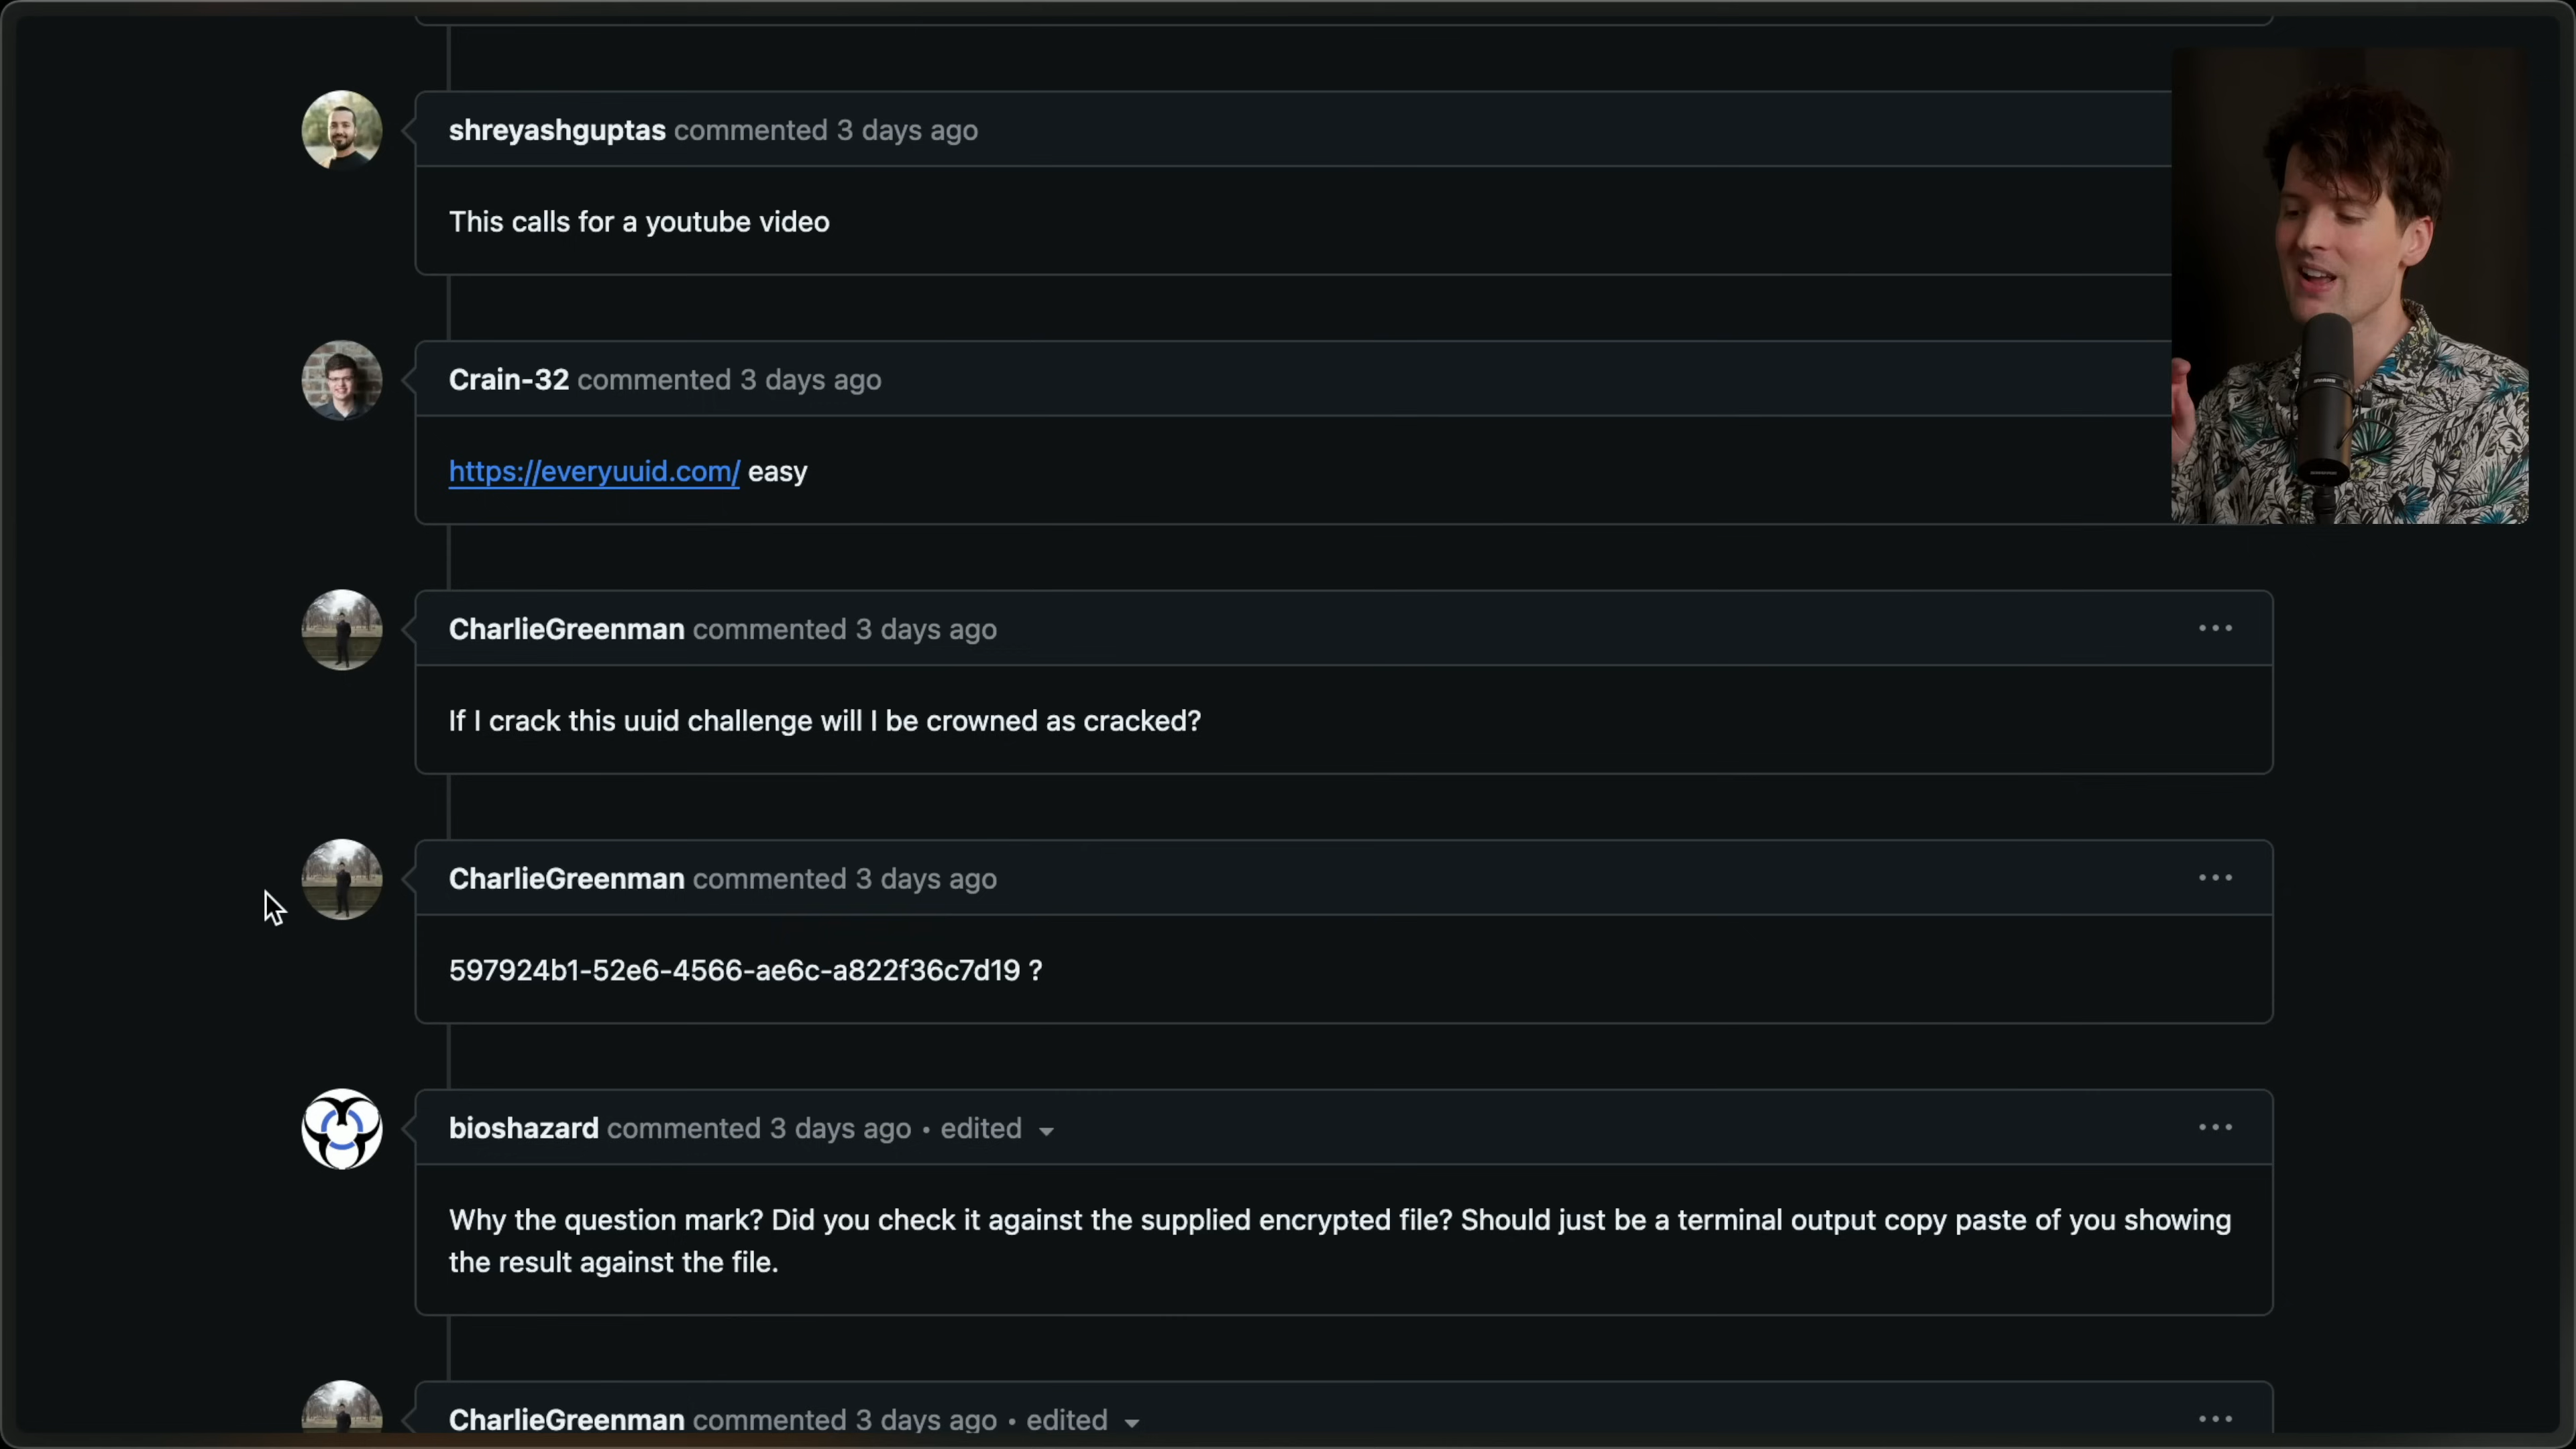 shreyashguptas commented 3 days ago
This calls for a youtube video
Crain-32 commented 3 days ago
https://everyuuid.com/ easy
CharlieGreenman commented 3 days ago
If I crack this uuid challenge will I be crowned as cracked?
CharlieGreenman commented 3 days ago
597924b1-52e6-4566-ae6c-a822f36c7d19 ?
bioshazard commented 3 days ago • edited
Why the question mark? Did you check it against the supplied encrypted file? Should just be a terminal output copy paste of you showing
the result against the file.
CharlieGreenman commented 3 days ago • edited